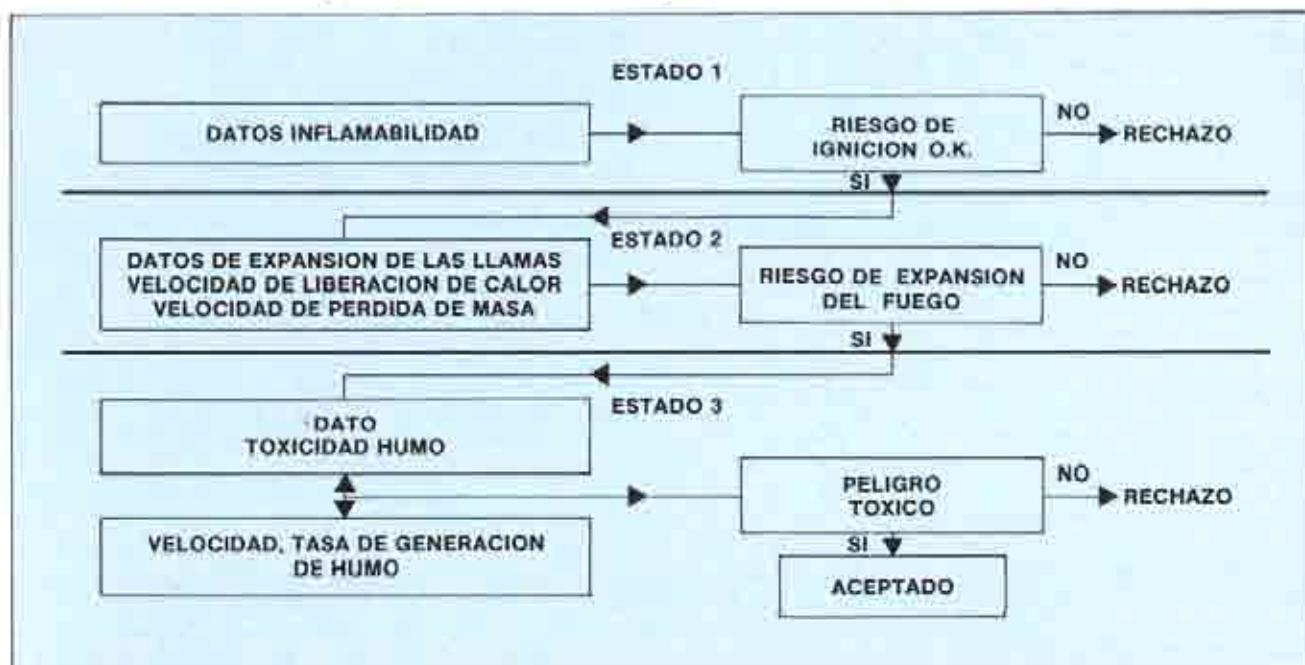 ESTADO 1
DATOS INFLAMABILIDAD
RIESGO DE
IGNICION O.K.
NO
RECHAZO
SI
ESTADO 2
DATOS DE EXPANSION DE LAS LLAMAS
VELOCIDAD DE LIBERACION DE CALOR
VELOCIDAD DE PERDIDA DE MASA
RIESGO DE EXPANSION
DEL FUEGO
NO
RECHAZO
SI
ESTADO 3
DATO
TOXICIDAD HUMO
VELOCIDAD, TASA DE GENERACION
DE HUMO
PELIGRO
TOXICO
NO
RECHAZO
SI
ACEPTADO